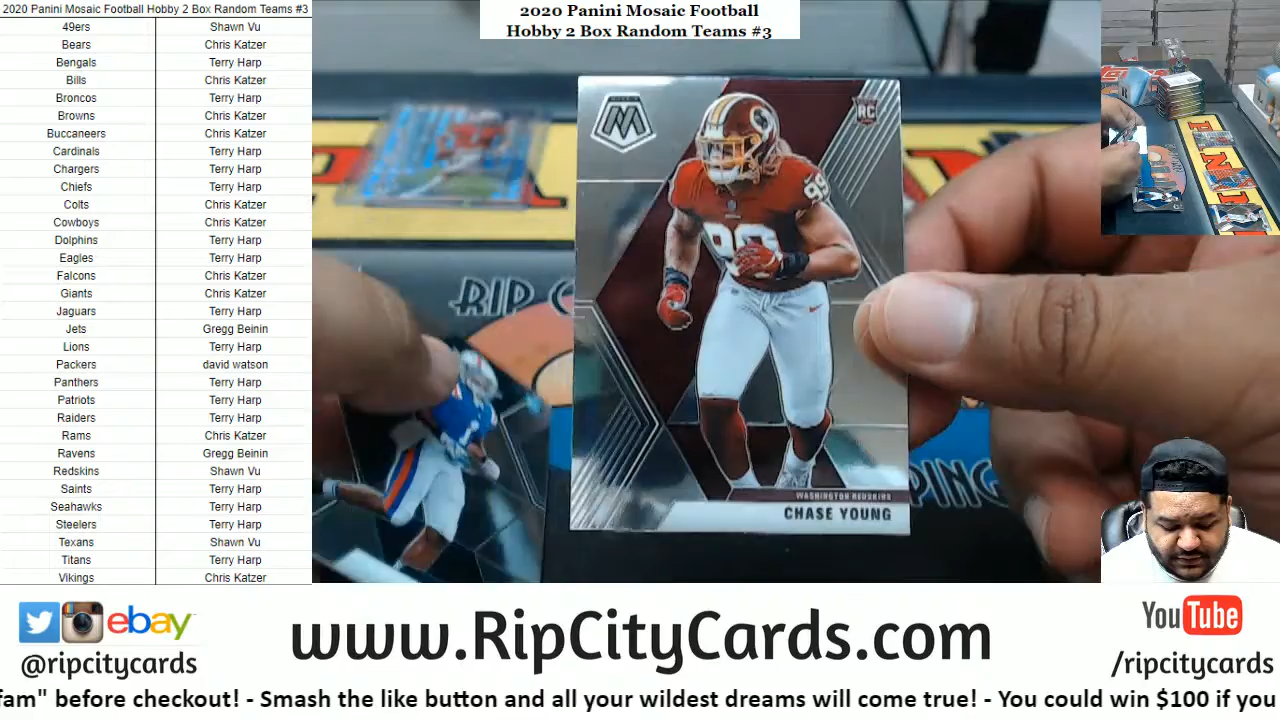 2020 Panini Mosaic Football Hobby 2 Box Random Teams #3
49ers Shawn Vu
Bears Chris Katzer
Bengals Terry Harp
Bills Chris Katzer
Broncos Terry Harp
Browns Chris Katzer
Buccaneers Chris Katzer
Cardinals Terry Harp
Chargers Terry Harp
Chiefs Terry Harp
Colts Terry Harp
Cowboys Chris Katzer
Dolphins Terry Harp
Eagles Terry Harp
Falcons Chris Katzer
Giants Chris Katzer
Jaguars Terry Harp
Jets Gregg Beinin
Lions Terry Harp
Packers david watson
Panthers Terry Harp
Patriots Terry Harp
Raiders Terry Harp
Rams Chris Katzer
Ravens Gregg Beinin
Redskins Shawn Vu
Saints Terry Harp
Seahawks Terry Harp
Steelers Terry Harp
Texans Shawn Vu
Titans Terry Harp
Vikings Chris Katzer
2020 Panini Mosaic Football
Hobby 2 Box Random Teams #3
M
RC
99
99
RIP C
PING
WASHINGTON REDSKINS
CHASE YOUNG
ebay
@ripcitycards
www.RipCityCards.com
YouTube
/ripcitycards
fam" before checkout! - Smash the like button and all your wildest dreams will come true! - You could win $100 if you